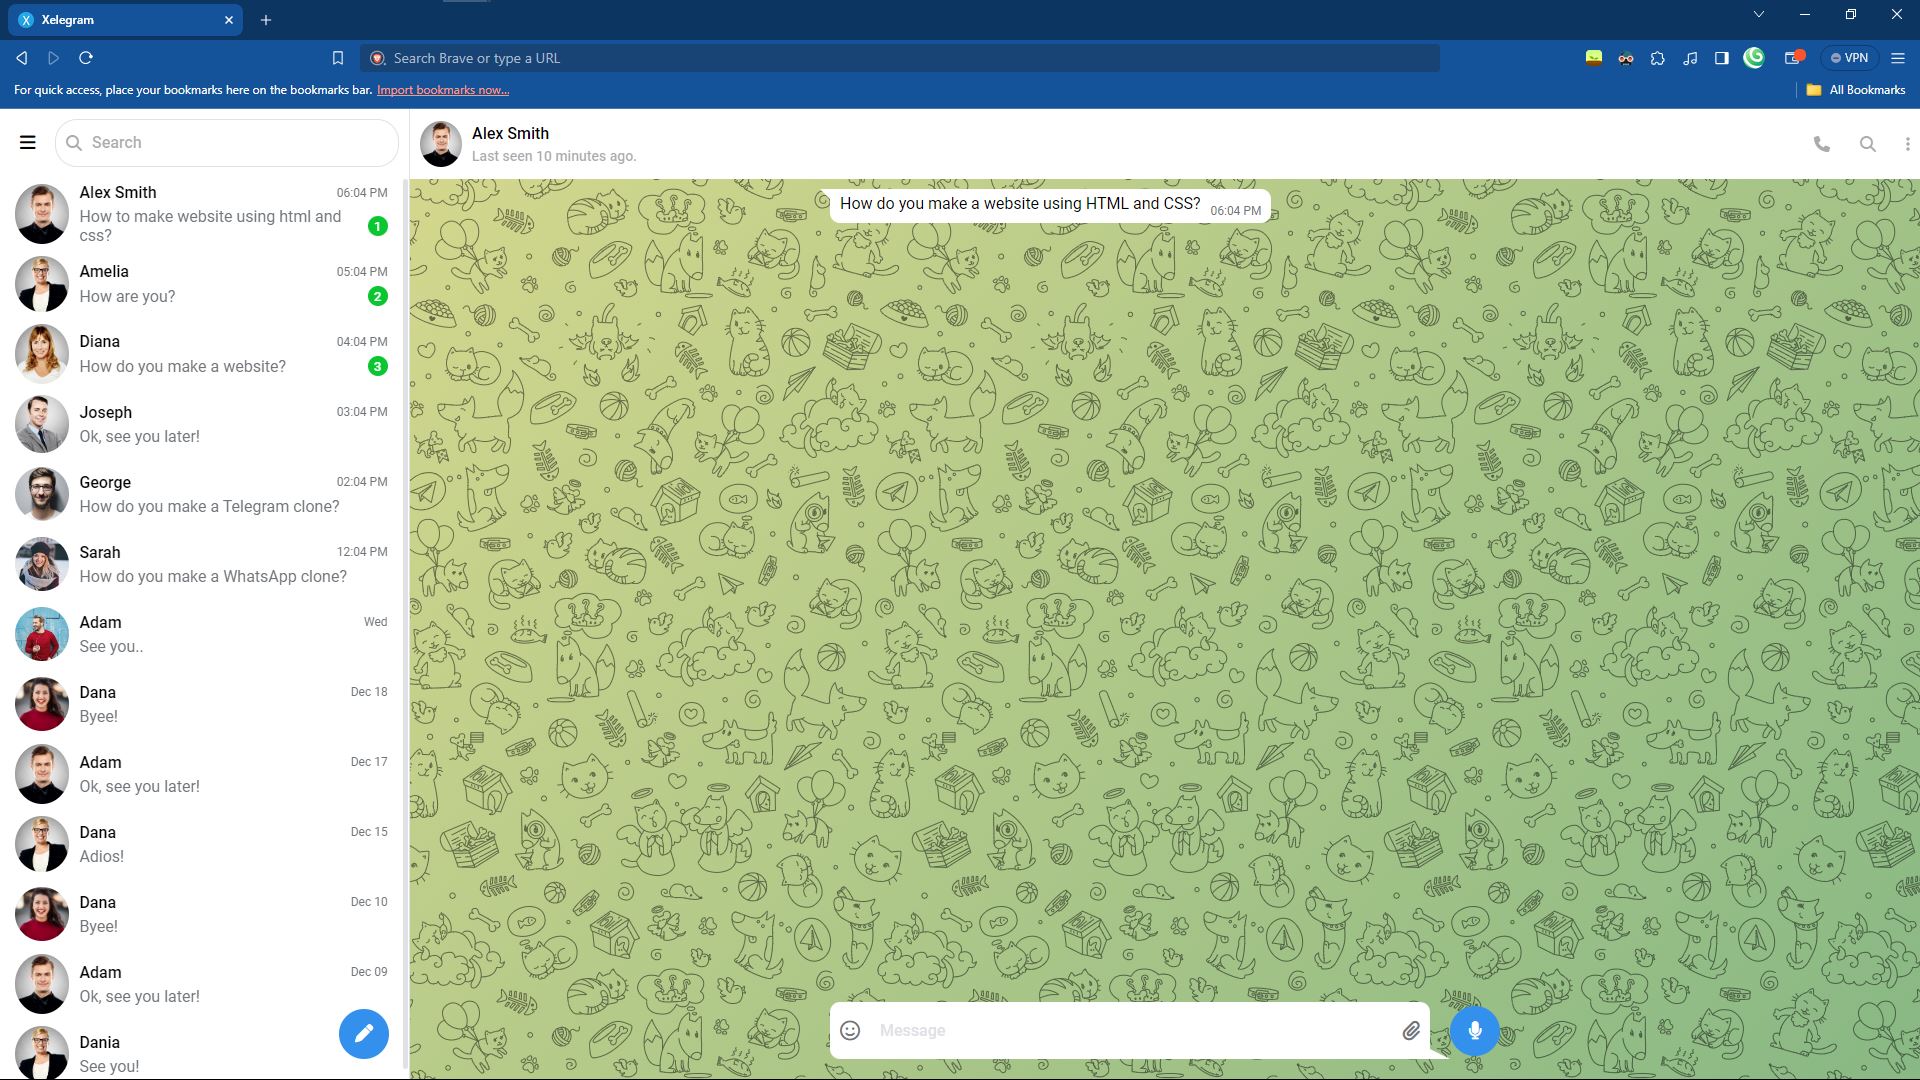 Xelegram
Search Brave or type a URL
VPN
For quick access, place your bookmarks here on the bookmarks bar. Import bookmarks now...
All Bookmarks
Search
Alex Smith
Last seen 10 minutes ago.
Alex Smith 06:04 PM
How to make website using html and
css? 1
Amelia 05:04 PM
How are you? 2
Diana 04:04 PM
How do you make a website? 3
Joseph 03:04 PM
Ok, see you later!
George 02:04 PM
How do you make a Telegram clone?
Sarah 12:04 PM
How do you make a WhatsApp clone?
Adam Wed
See you..
Dana Dec 18
Byee!
Adam Dec 17
Ok, see you later!
Dana Dec 15
Adios!
Dana Dec 10
Byee!
Adam Dec 09
Ok, see you later!
Dania
See you!
How do you make a website using HTML and CSS? 06:04 PM
Message